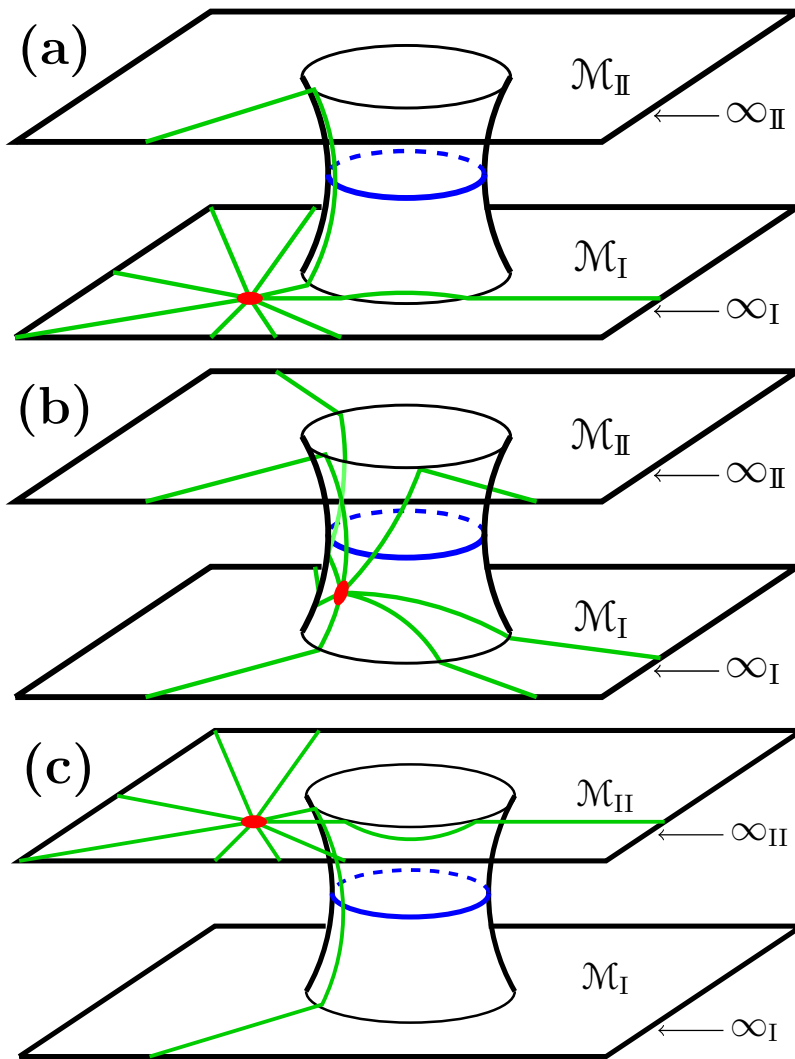 (a)
ℳ_II
← ∞_II
ℳ_I
← ∞_I
(b)
ℳ_II
← ∞_II
ℳ_I
← ∞_I
(c)
ℳ_II
← ∞_II
ℳ_I
← ∞_I